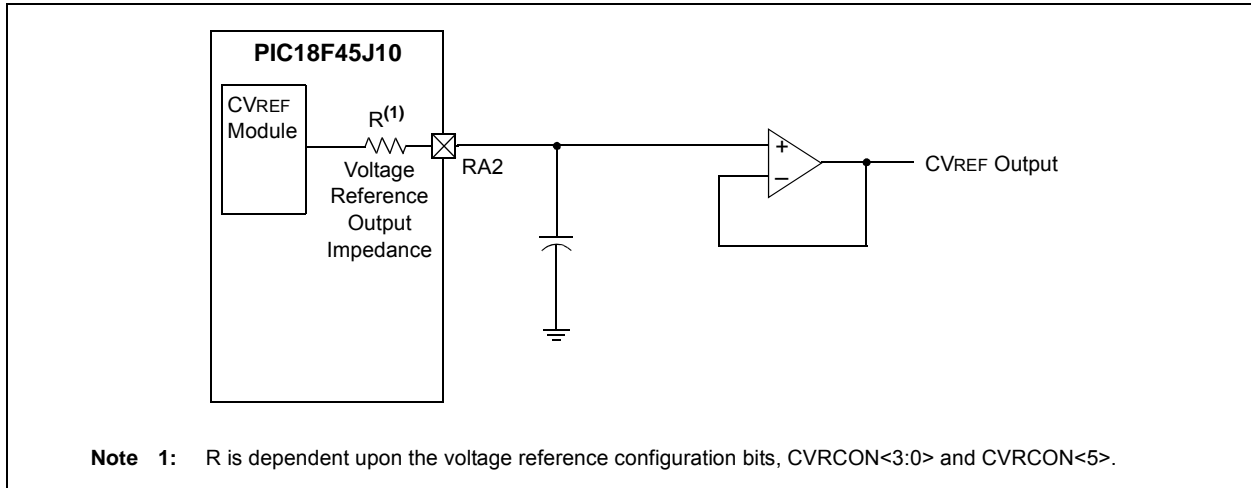 PIC18F45J10
CVREF
Module
R(1)
Voltage
Reference
Output
Impedance
RA2
+
–
CVREF Output
Note 1: R is dependent upon the voltage reference configuration bits, CVRCON<3:0> and CVRCON<5>.